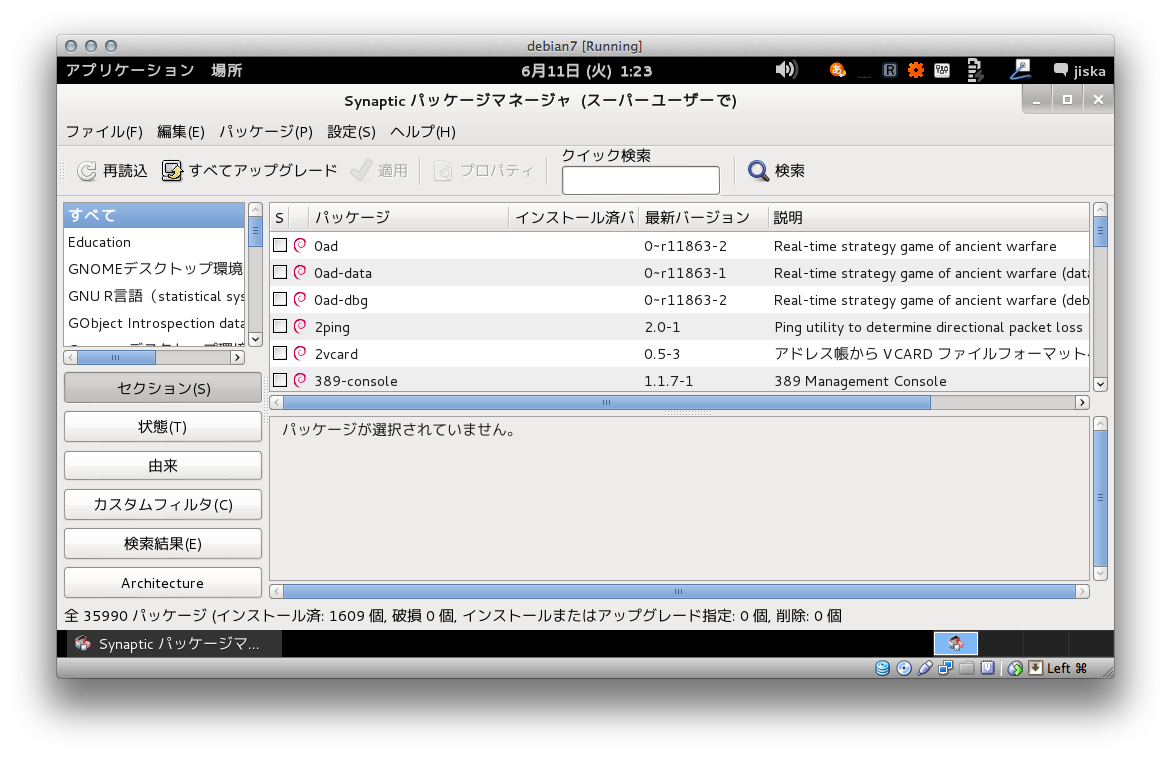 debian7 [Running]
アプリケーション 場所 6月11日 (火) 1:23 jiska
Synaptic パッケージマネージャ (スーパーユーザーで)
ファイル(F) 編集(E) パッケージ(P) 設定(S) ヘルプ(H)
クイック検索
再読込 すべてアップグレード 適用 プロパティ 検索
すべて
Education
GNOMEデスクトップ環境
GNU R言語（statistical sys
GObject Introspection data
セクション(S)
状態(T)
由来
カスタムフィルタ(C)
検索結果(E)
Architecture
S パッケージ インストール済バ 最新バージョン 説明
0ad 0~r11863-2 Real-time strategy game of ancient warfare
0ad-data 0~r11863-1 Real-time strategy game of ancient warfare (data
0ad-dbg 0~r11863-2 Real-time strategy game of ancient warfare (deb
2ping 2.0-1 Ping utility to determine directional packet loss
2vcard 0.5-3 アドレス帳から VCARD ファイルフォーマットへ
389-console 1.1.7-1 389 Management Console
パッケージが選択されていません。
全 35990 パッケージ (インストール済: 1609 個, 破損 0 個, インストールまたはアップグレード指定: 0 個, 削除: 0 個
Synaptic パッケージマ...
Left ⌘